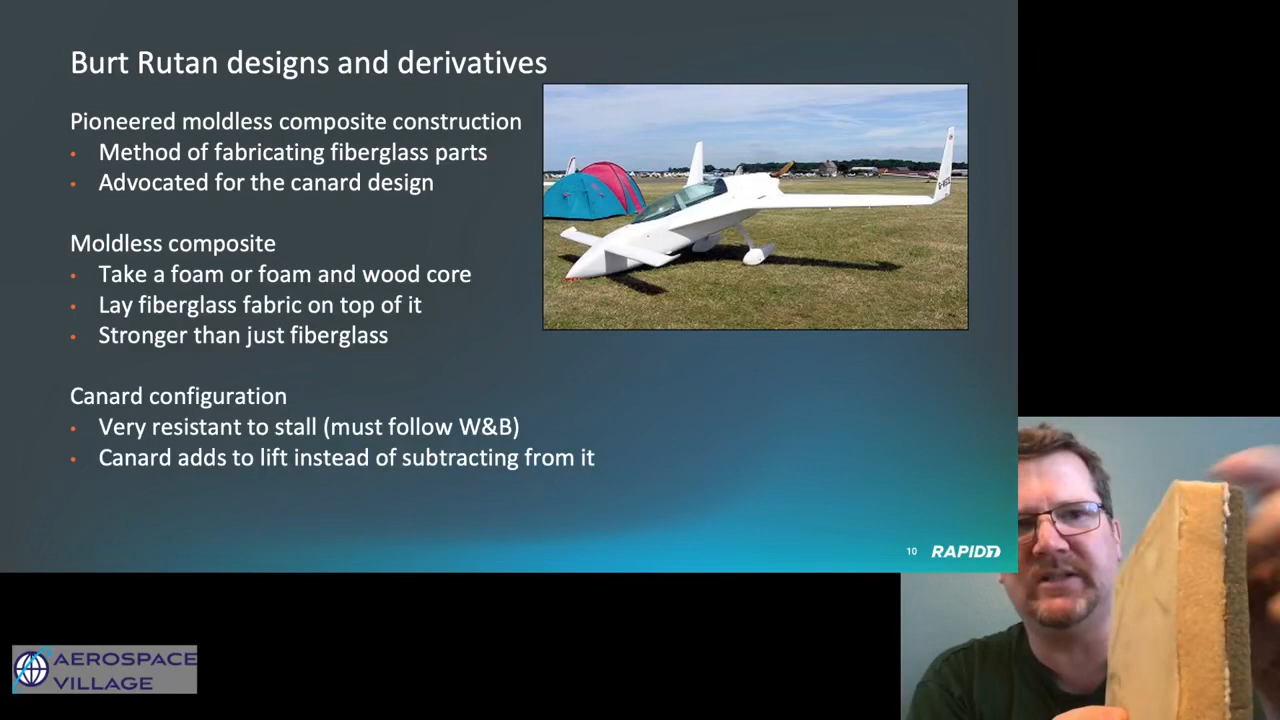 Burt Rutan designs and derivatives
Pioneered moldless composite construction
• Method of fabricating fiberglass parts
• Advocated for the canard design
Moldless composite
• Take a foam or foam and wood core
• Lay fiberglass fabric on top of it
• Stronger than just fiberglass
Canard configuration
• Very resistant to stall (must follow W&B)
• Canard adds to lift instead of subtracting from it
10 RAPID7
AEROSPACE
VILLAGE